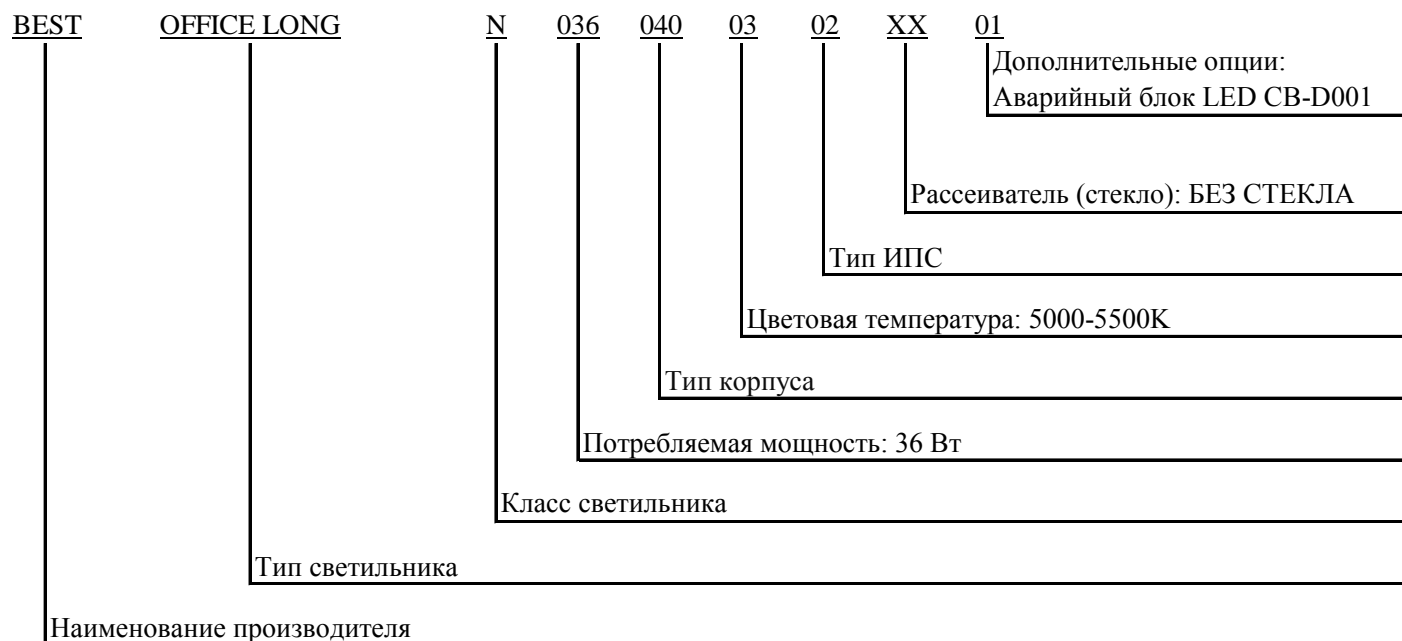 BEST OFFICE LONG N 036 040 03 02 XX 01
Дополнительные опции:
Аварийный блок LED CB-D001
Рассеиватель (стекло): БЕЗ СТЕКЛА
Тип ИПС
Цветовая температура: 5000-5500K
Тип корпуса
Потребляемая мощность: 36 Вт
Класс светильника
Тип светильника
Наименование производителя